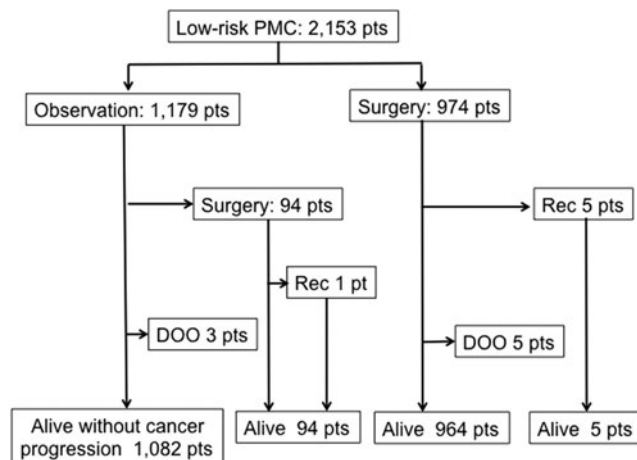 Low-risk PMC: 2,153 pts
Observation: 1,179 pts
Surgery: 974 pts
Surgery: 94 pts
Rec 5 pts
Rec 1 pt
DOO 3 pts
DOO 5 pts
Alive without cancer
progression 1,082 pts
Alive 94 pts
Alive 964 pts
Alive 5 pts